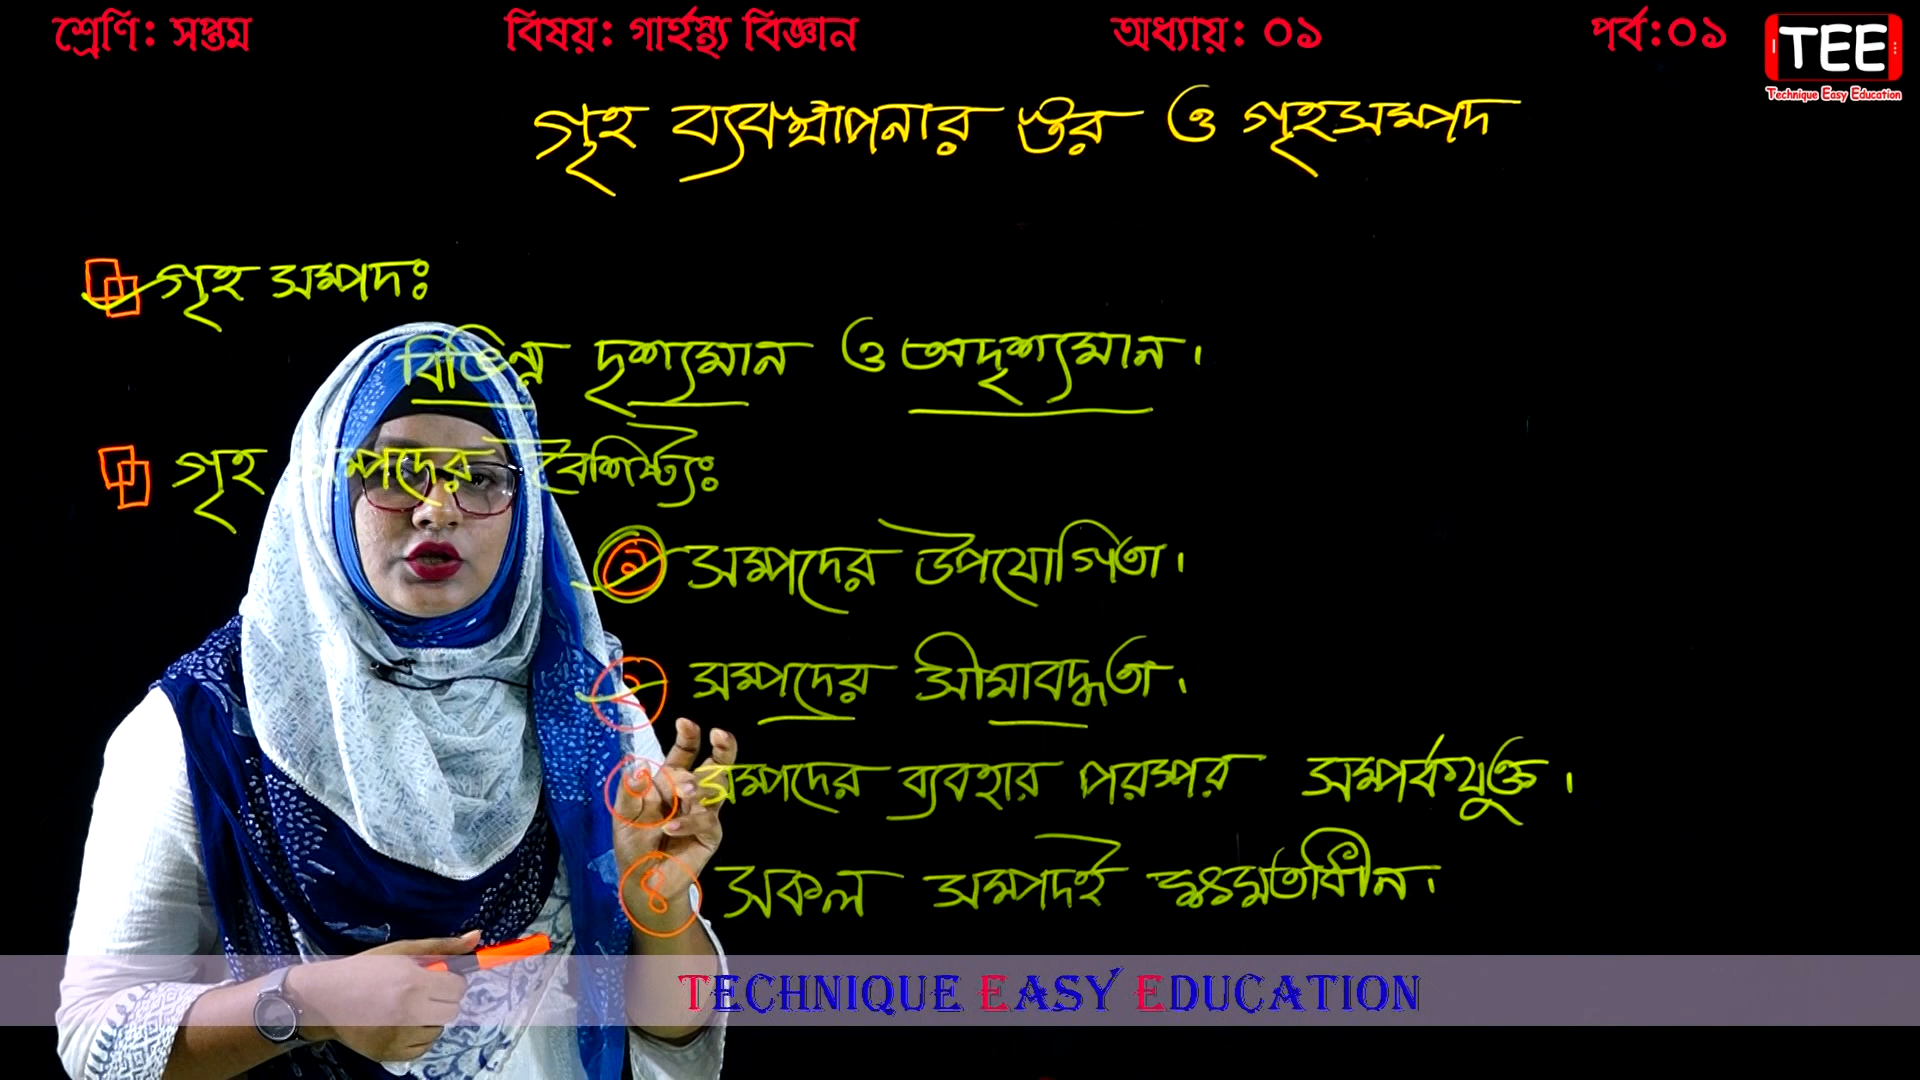 শ্রেণি: সপ্তম বিষয়: গার্হস্থ্য বিজ্ঞান অধ্যায়: ০১ পর্ব:০১
TEE
Technique Easy Education
গৃহ ব্যবস্থাপনার স্তর ও গৃহসম্পদ
গৃহ সম্পদঃ
বিভিন্ন দৃশ্যমান ও অদৃশ্যমান।
গৃহ সম্পদের বৈশিষ্ট্যঃ
১ সম্পদের উপযোগিতা।
২ সম্পদের সীমাবদ্ধতা।
৩ সম্পদের ব্যবহার পরস্পর সম্পর্কযুক্ত।
৪ সকল সম্পদই ক্ষমতাধীন।
TECHNIQUE EASY EDUCATION